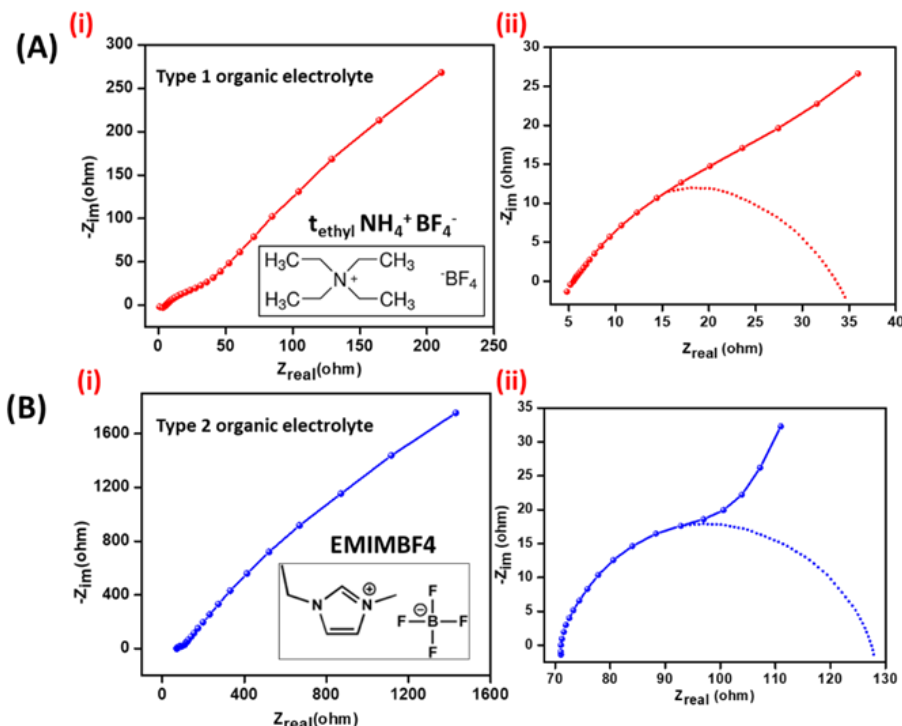 (A)
(i)
300
250
200
150
100
50
0
-Zim(ohm)
Type 1 organic electrolyte
tethyl NH4+ BF4-
H3C
CH3
N
+
-BF4
H3C
CH3
0 50 100 150 200 250
Zreal(ohm)
(ii)
30
25
20
15
10
5
0
-Zim (ohm)
5 10 15 20 25 30 35 40
Zreal (ohm)
(B)
(i)
1600
1200
800
400
0
-Zim(ohm)
Type 2 organic electrolyte
EMIMBF4
N
⊕
N
F
F
⊖
B
F
F
0 400 800 1200 1600
Zreal(ohm)
(ii)
35
30
25
20
15
10
5
0
-Zim (ohm)
70 80 90 100 110 120 130
Zreal (ohm)